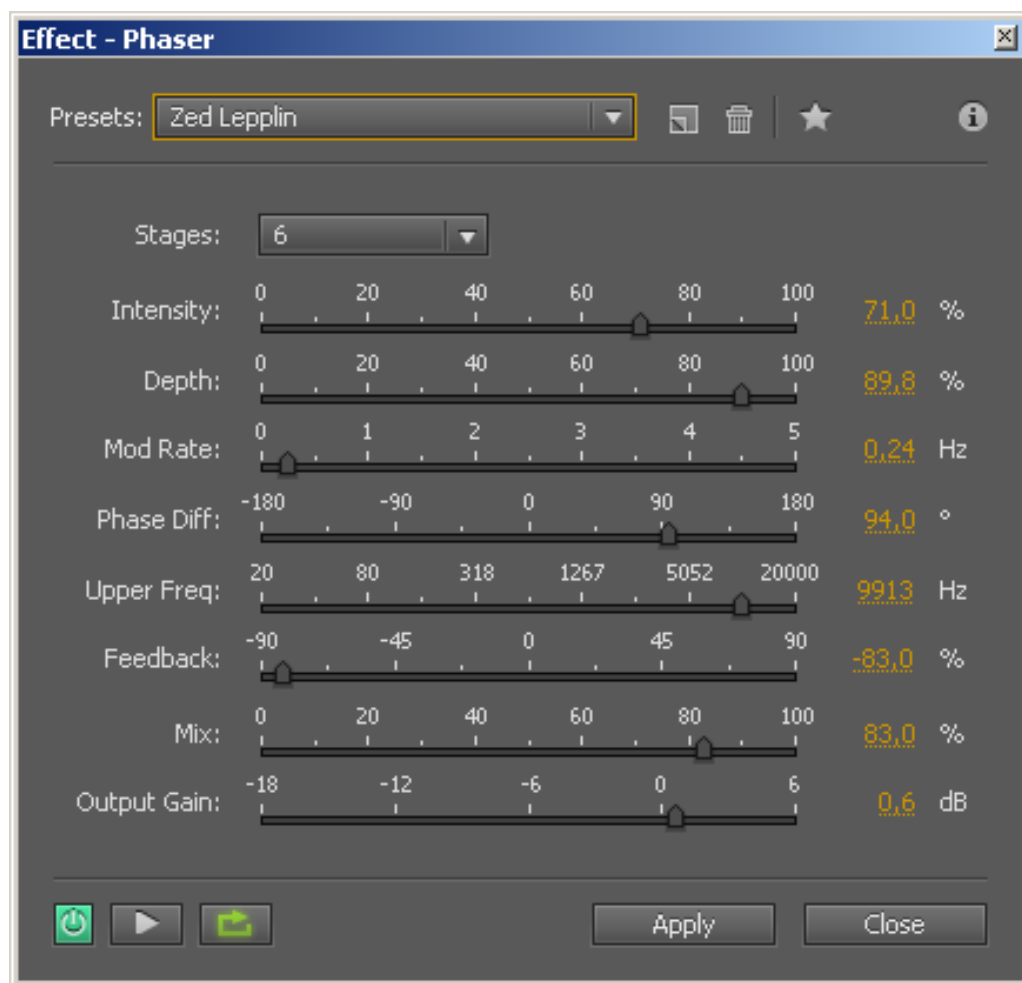 Effect - Phaser
Presets: Zed Lepplin
Stages: 6
0 20 40 60 80 100
Intensity: 71,0 %
0 20 40 60 80 100
Depth: 89,8 %
0 1 2 3 4 5
Mod Rate: 0,24 Hz
-180 -90 0 90 180
Phase Diff: 94,0 °
20 80 318 1267 5052 20000
Upper Freq: 9913 Hz
-90 -45 0 45 90
Feedback: -83,0 %
0 20 40 60 80 100
Mix: 83,0 %
-18 -12 -6 0 6
Output Gain: 0,6 dB
Apply Close